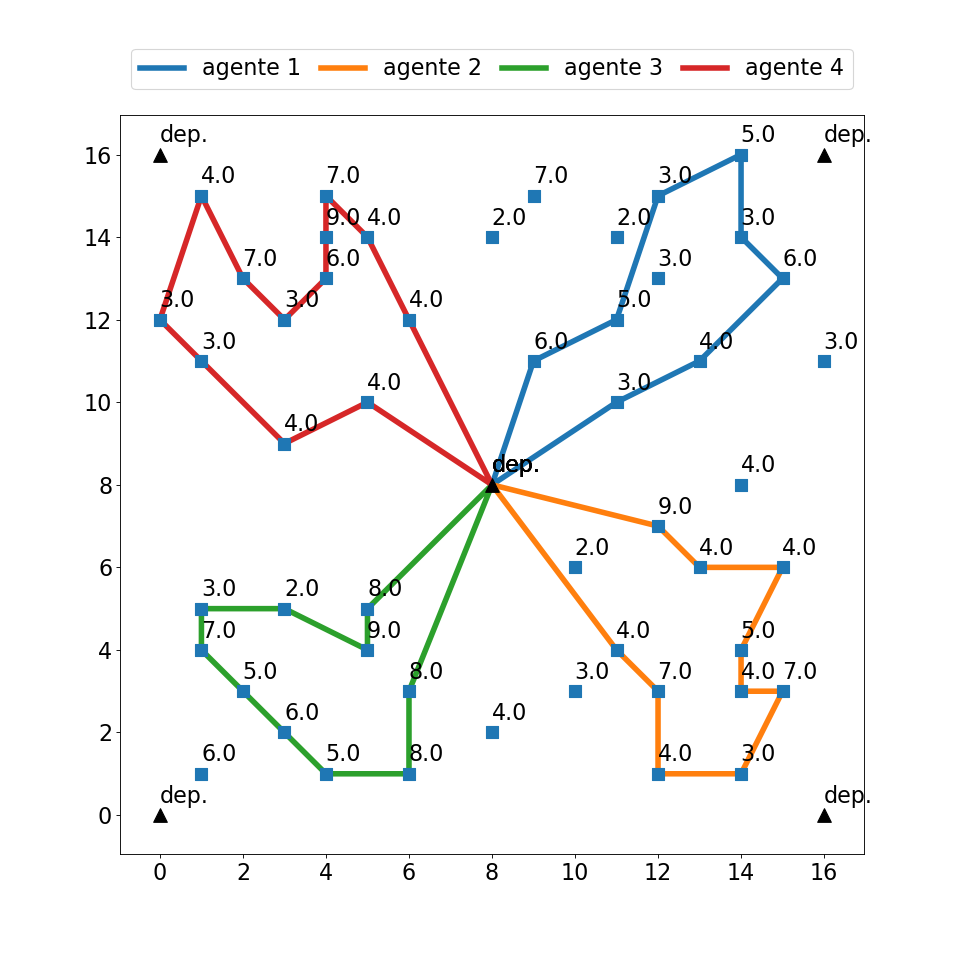 agente 1 agente 2 agente 3 agente 4
dep. 5.0 dep.
16
4.0 7.0 7.0 3.0
14 9.0 4.0 2.0 2.0 3.0
7.0 6.0 3.0 6.0
12 3.0 3.0 4.0 5.0
3.0 6.0 4.0 3.0
10 4.0 3.0
4.0
8 dep. 4.0
9.0
6 2.0 4.0 4.0
3.0 2.0 8.0
4 7.0 9.0 4.0 5.0
5.0 8.0 3.0 7.0 4.0 7.0
2 6.0 4.0
6.0 5.0 8.0 4.0 3.0
0 dep. dep.
0 2 4 6 8 10 12 14 16